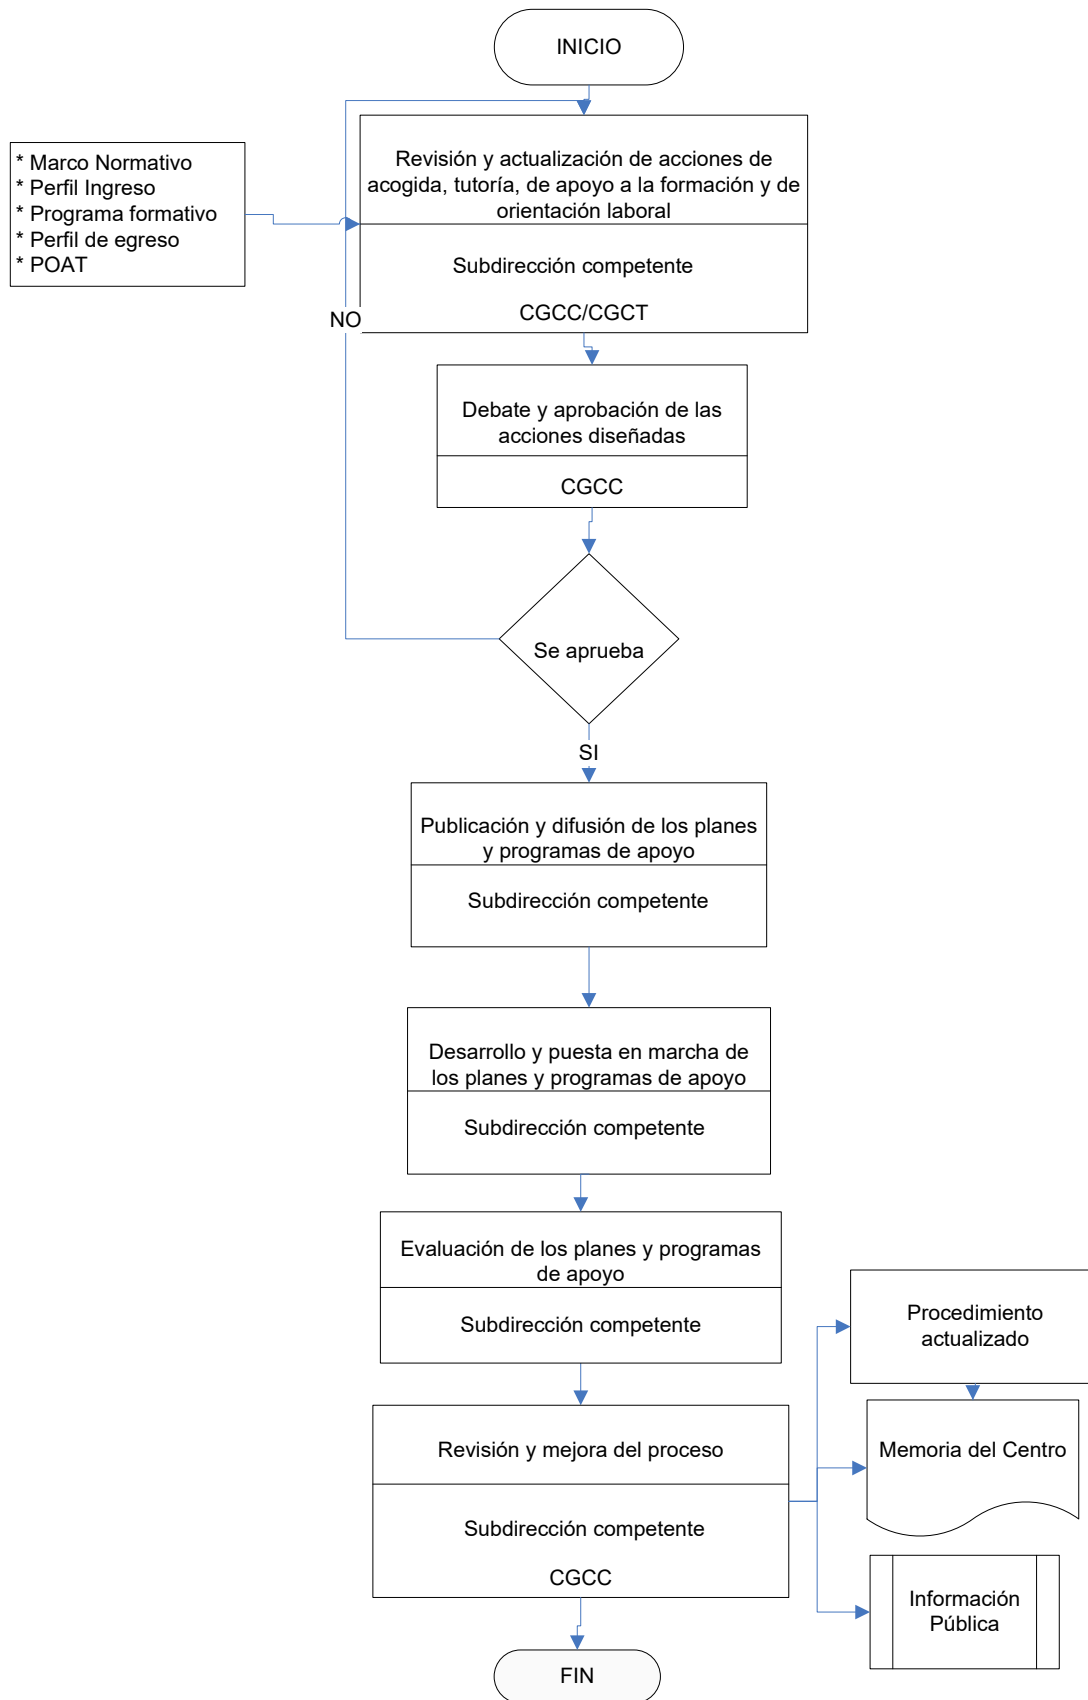 INICIO
* Marco Normativo
* Perfil Ingreso
* Programa formativo
* Perfil de egreso
* POAT
Revisión y actualización de acciones de
acogida, tutoría, de apoyo a la formación y de
orientación laboral
Subdirección competente
CGCC/CGCT
NO
Debate y aprobación de las
acciones diseñadas
CGCC
Se aprueba
SI
Publicación y difusión de los planes
y programas de apoyo
Subdirección competente
Desarrollo y puesta en marcha de
los planes y programas de apoyo
Subdirección competente
Evaluación de los planes y programas
de apoyo
Subdirección competente
Revisión y mejora del proceso
Subdirección competente
CGCC
Procedimiento
actualizado
Memoria del Centro
Información
Pública
FIN